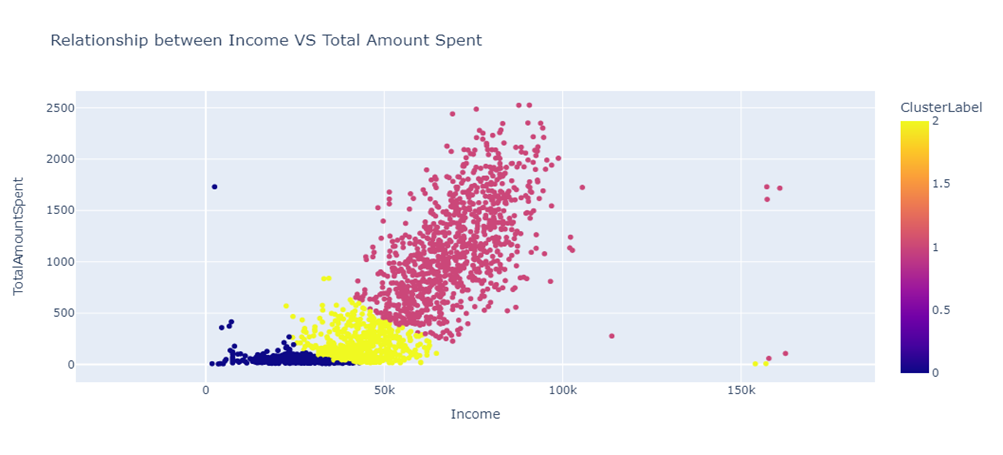 Relationship between Income VS Total Amount Spent
ClusterLabel
2500
2000
1500
1000
500
0
TotalAmountSpent
0
50k
100k
150k
Income
2
1.5
1
0.5
0